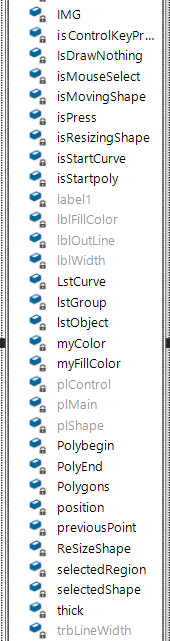 IMG
isControlKeyPr...
IsDrawNothing
isMouseSelect
isMovingShape
isPress
isResizingShape
isStartCurve
isStartpoly
label1
lblFillColor
lblOutLine
lblWidth
LstCurve
lstGroup
lstObject
myColor
myFillColor
plControl
plMain
plShape
Polybegin
PolyEnd
Polygons
position
previousPoint
ReSizeShape
selectedRegion
selectedShape
thick
trbLineWidth